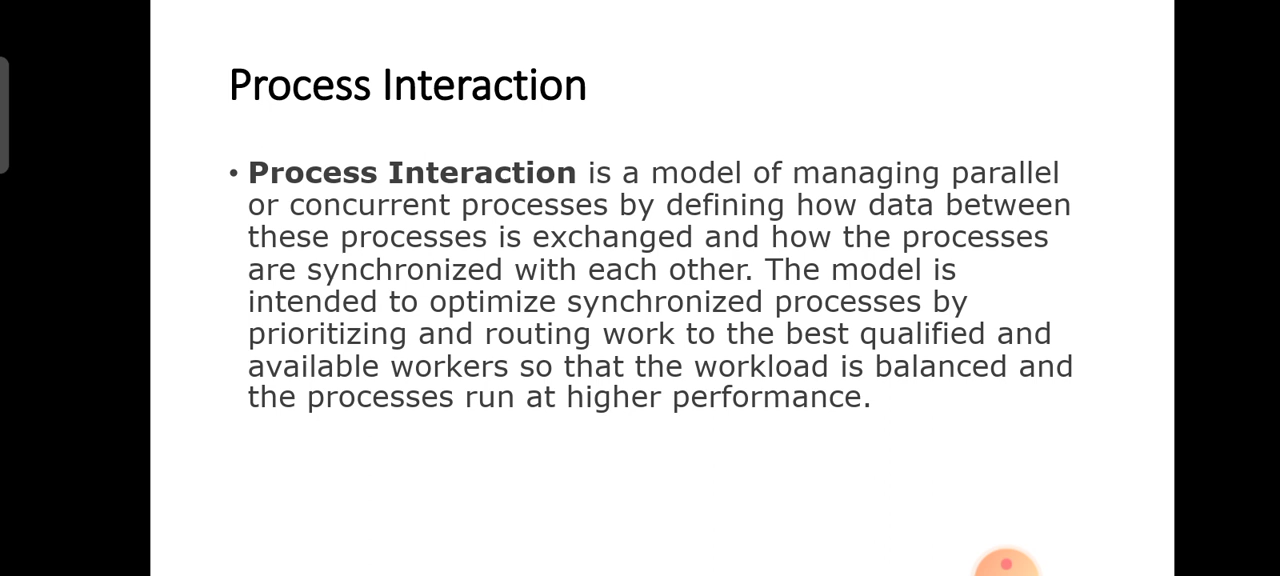 Process Interaction
• Process Interaction is a model of managing parallel
or concurrent processes by defining how data between
these processes is exchanged and how the processes
are synchronized with each other. The model is
intended to optimize synchronized processes by
prioritizing and routing work to the best qualified and
available workers so that the workload is balanced and
the processes run at higher performance.